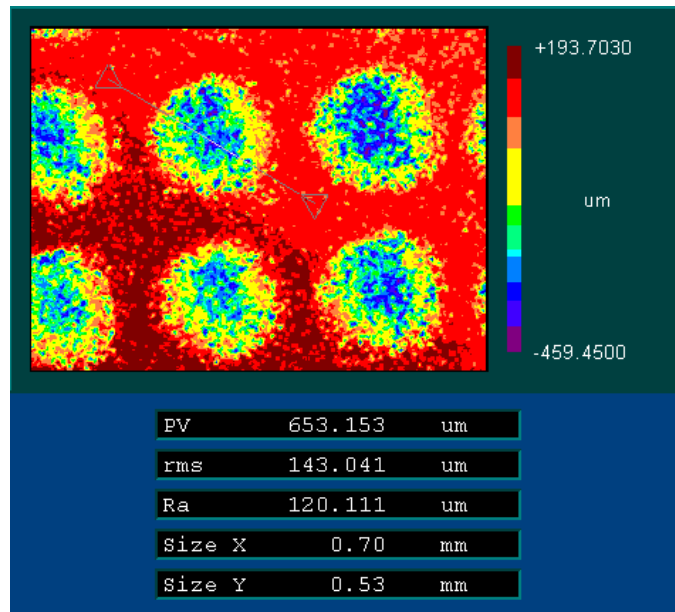 +193.7030
um
-459.4500
PV 653.153 um
rms 143.041 um
Ra 120.111 um
Size X 0.70 mm
Size Y 0.53 mm